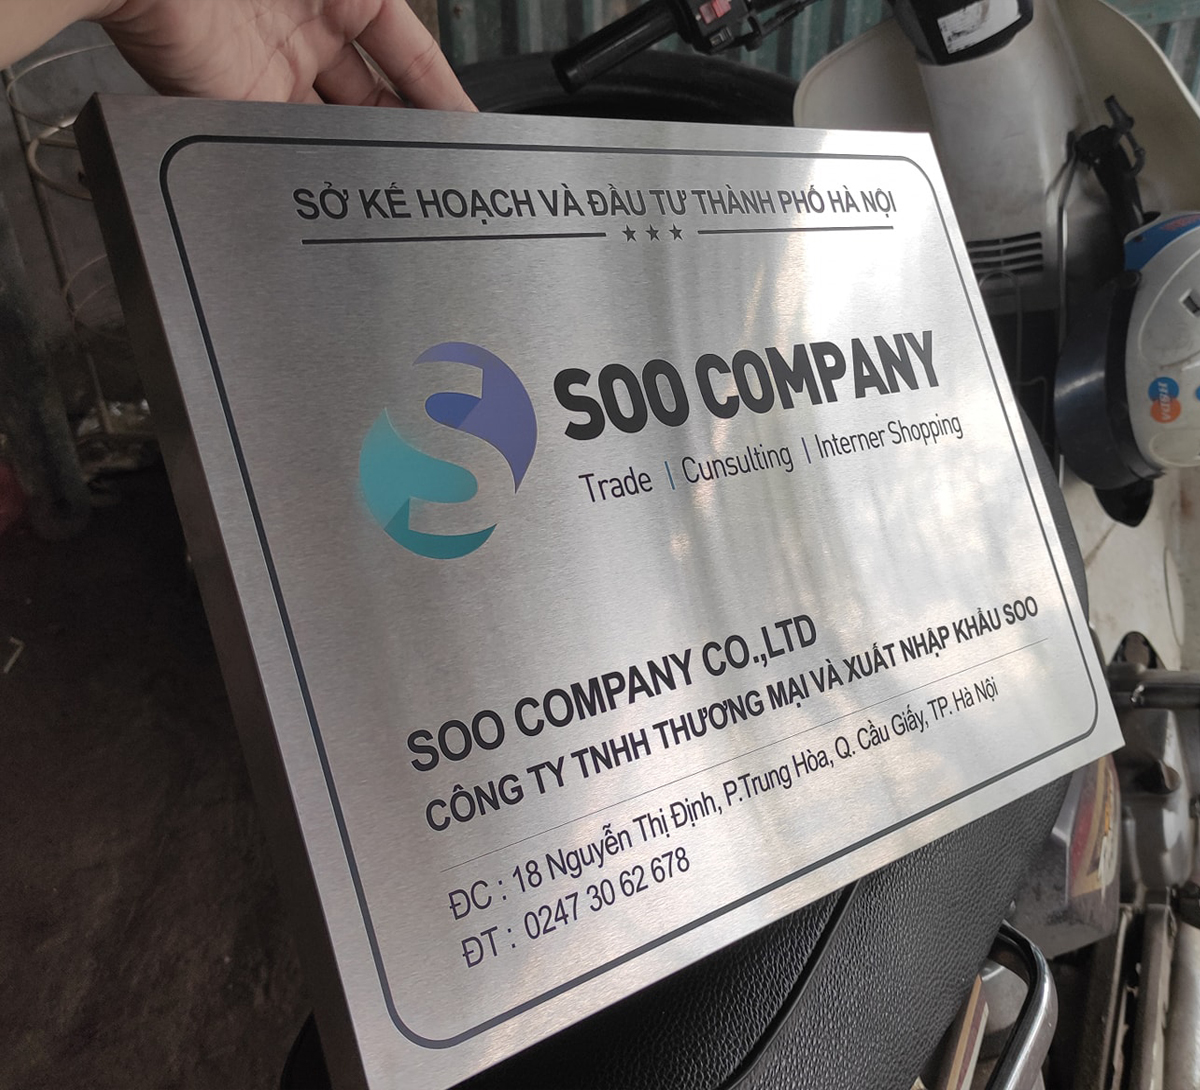 SỞ KẾ HOẠCH VÀ ĐẦU TƯ THÀNH PHỐ HÀ NỘI
SOO COMPANY
Trade | Cunsulting | Interner Shopping
SOO COMPANY CO.,LTD
CÔNG TY TNHH THƯƠNG MẠI VÀ XUẤT NHẬP KHẨU SOO
ĐC : 18 Nguyễn Thị Định, P.Trung Hòa, Q. Cầu Giấy, TP. Hà Nội
ĐT : 0247 30 62 678